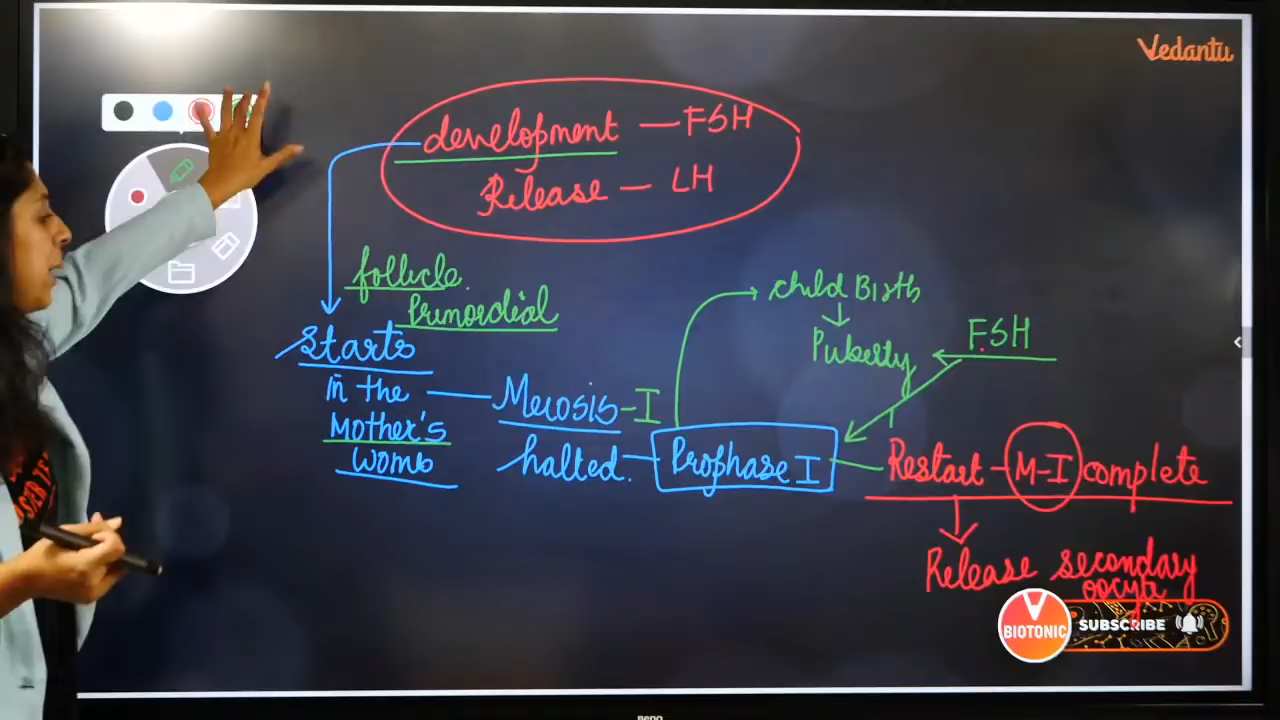 Vedantu
development — FSH
Release — LH
follicle.
Primordial
Starts
in the
Mother's
womb
Meiosis - I
halted.
Prophase I
Child Birth
Puberty
FSH
Restart - M-I complete
Release secondary
oocyte
BIOTONIC
SUBSCRIBE
benq